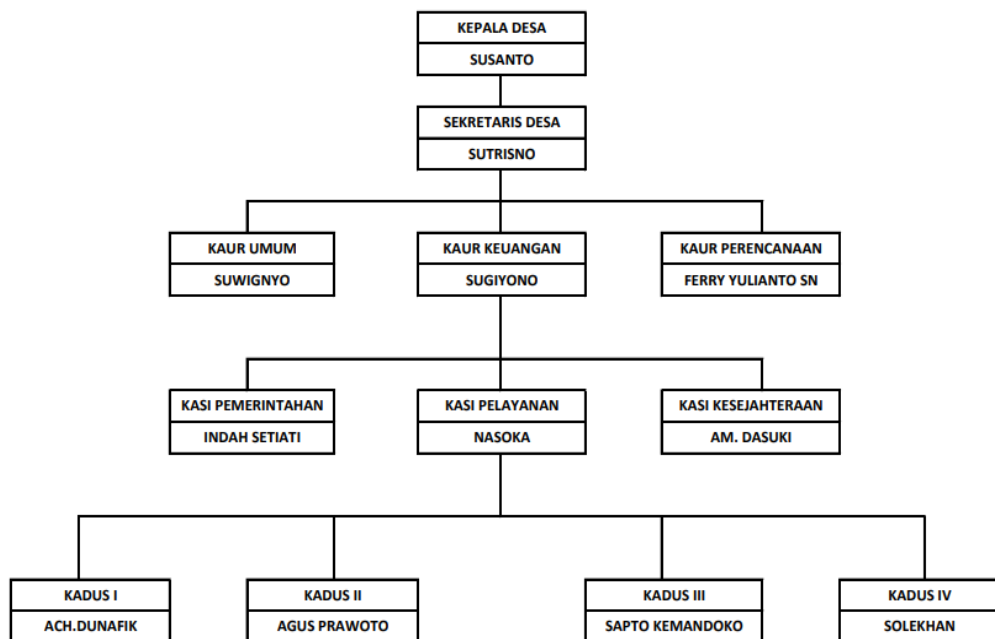 KEPALA DESA
SUSANTO
SEKRETARIS DESA
SUTRISNO
KAUR UMUM
SUWIGNYO
KAUR KEUANGAN
SUGIYONO
KAUR PERENCANAAN
FERRY YULIANTO SN
KASI PEMERINTAHAN
INDAH SETIATI
KASI PELAYANAN
NASOKA
KASI KESEJAHTERAAN
AM. DASUKI
KADUS I
ACH.DUNAFIK
KADUS II
AGUS PRAWOTO
KADUS III
SAPTO KEMANDOKO
KADUS IV
SOLEKHAN